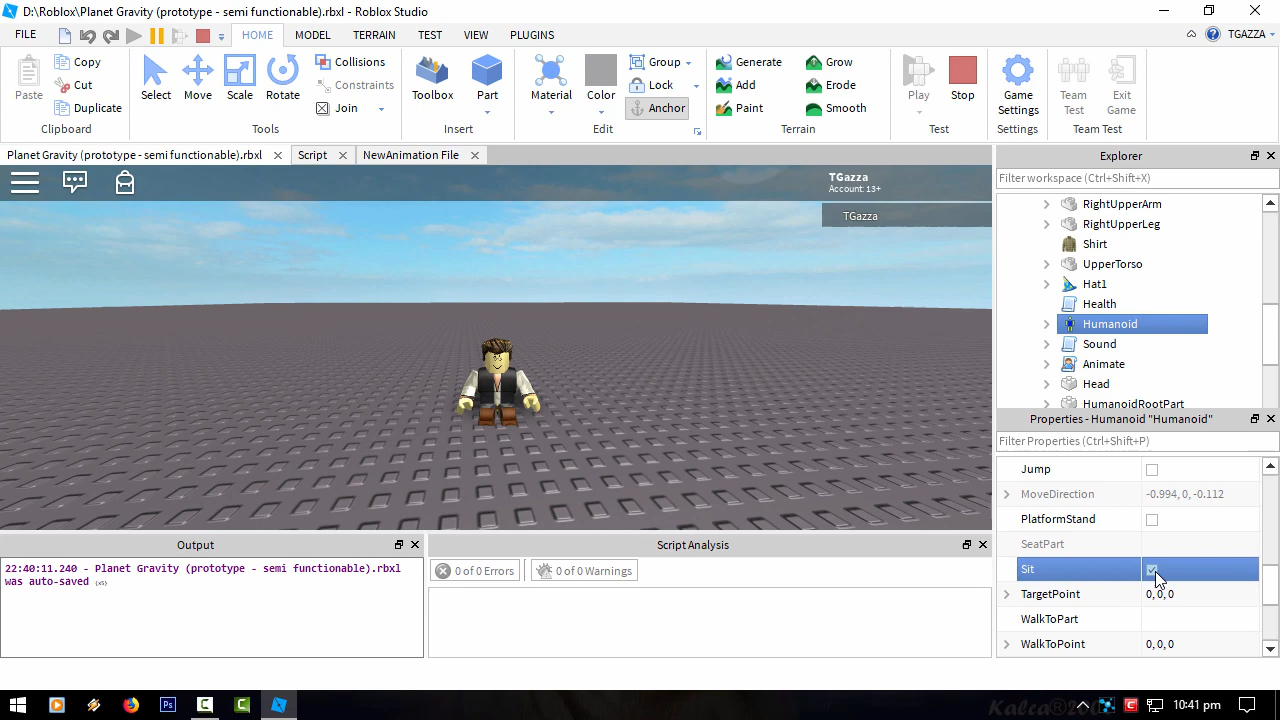 D:\Roblox\Planet Gravity (prototype - semi functionable).rbxl - Roblox Studio
FILE
HOME
MODEL
TERRAIN
TEST
VIEW
PLUGINS
TGAZZA
Paste
Copy
Cut
Duplicate
Clipboard
Select
Move
Scale
Rotate
Collisions
Constraints
Join
Tools
Toolbox
Part
Insert
Material
Color
Group
Lock
Anchor
Edit
Generate
Add
Paint
Grow
Erode
Smooth
Terrain
Play
Stop
Test
Game
Settings
Settings
Team
Test
Exit
Game
Team Test
Planet Gravity (prototype - semi functionable).rbxl
Script
NewAnimation File
TGazza
Account: 13+
TGazza
Explorer
Filter workspace (Ctrl+Shift+X)
RightUpperArm
RightUpperLeg
Shirt
UpperTorso
Hat1
Health
Humanoid
Sound
Animate
Head
HumanoidRootPart
Properties - Humanoid "Humanoid"
Filter Properties (Ctrl+Shift+P)
Jump
MoveDirection -0.994, 0, -0.112
PlatformStand
SeatPart
Sit
TargetPoint 0, 0, 0
WalkToPart
WalkToPoint 0, 0, 0
Output
22:40:11.240 - Planet Gravity (prototype - semi functionable).rbxl
was auto-saved (x5)
Script Analysis
0 of 0 Errors
0 of 0 Warnings
Ps
10:41 pm